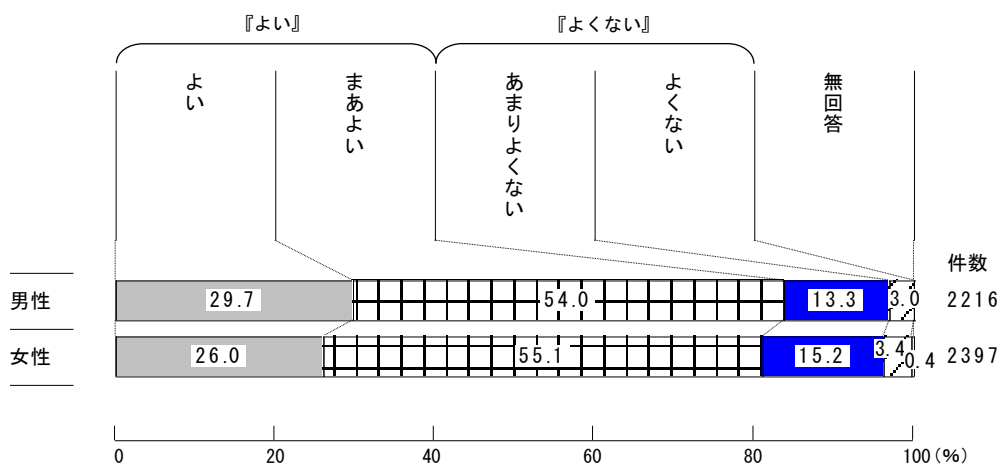 『よい』
『よくない』
よい
まあよい
あまりよくない
よくない
無回答
件数
男性
29.7
54.0
13.3
3.0
2216
女性
26.0
55.1
15.2
3.4
0.4
2397
0
20
40
60
80
100(%)